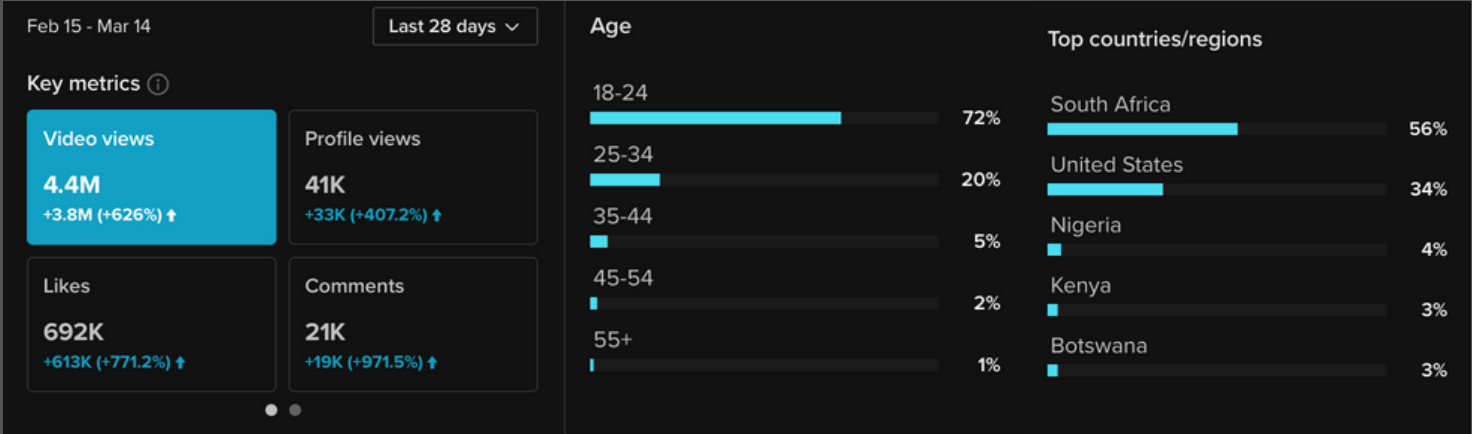 Feb 15 - Mar 14
Last 28 days
Key metrics
Video views
4.4M
+3.8M (+626%)
Profile views
41K
+33K (+407.2%)
Likes
692K
+613K (+771.2%)
Comments
21K
+19K (+971.5%)
Age
18-24
72%
25-34
20%
35-44
5%
45-54
2%
55+
1%
Top countries/regions
South Africa
56%
United States
34%
Nigeria
4%
Kenya
3%
Botswana
3%